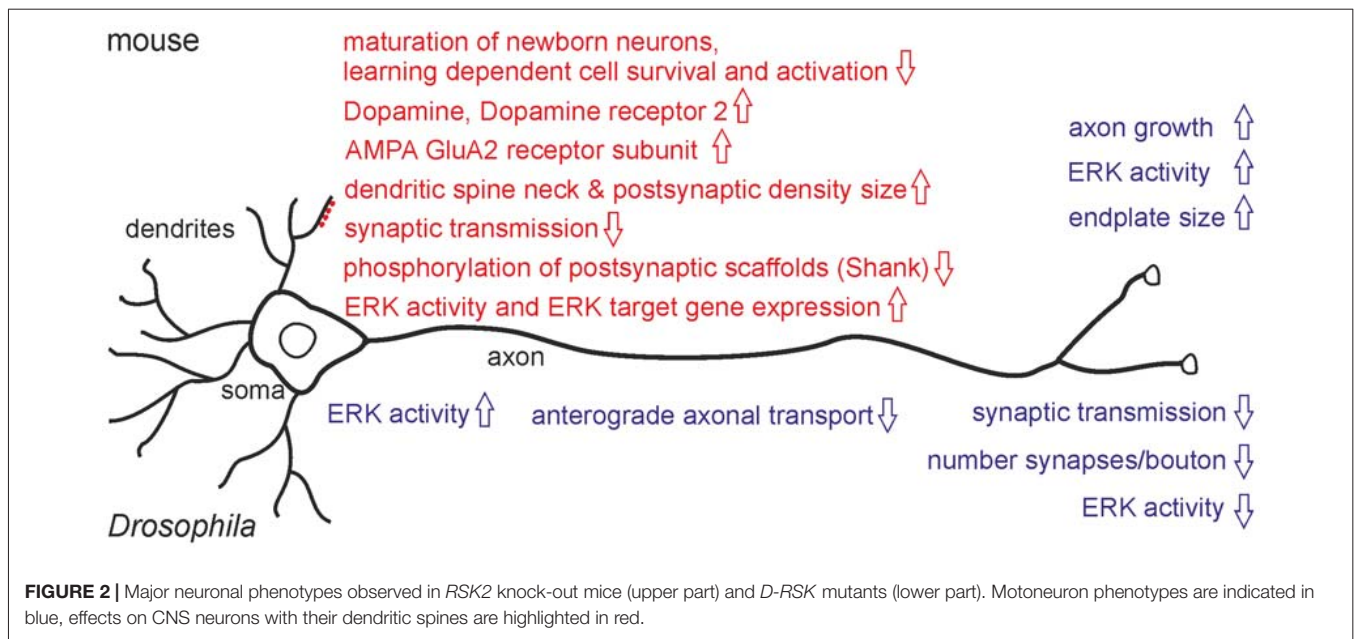 mouse
maturation of newborn neurons,
learning dependent cell survival and activation ⇩
Dopamine, Dopamine receptor 2 ⇧
AMPA GluA2 receptor subunit ⇧
dendritic spine neck & postsynaptic density size ⇧
synaptic transmission ⇩
phosphorylation of postsynaptic scaffolds (Shank) ⇩
ERK activity and ERK target gene expression ⇧
axon growth ⇧
ERK activity ⇧
endplate size ⇧
dendrites
soma
axon
ERK activity ⇧
anterograde axonal transport ⇩
synaptic transmission ⇩
number synapses/bouton ⇩
ERK activity ⇩
Drosophila
FIGURE 2 | Major neuronal phenotypes observed in RSK2 knock-out mice (upper part) and D-RSK mutants (lower part). Motoneuron phenotypes are indicated in
blue, effects on CNS neurons with their dendritic spines are highlighted in red.